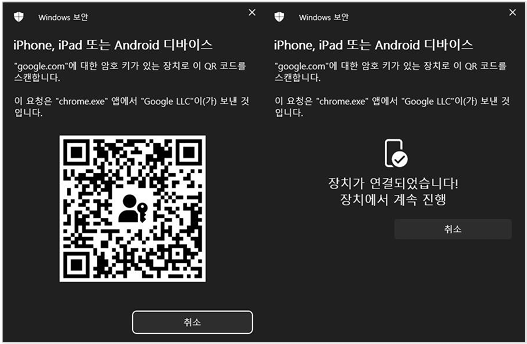 Windows 보안
iPhone, iPad 또는 Android 디바이스
"google.com"에 대한 암호 키가 있는 장치로 이 QR 코드를
스캔합니다.
이 요청은 "chrome.exe" 앱에서 "Google LLC"이(가) 보낸 것
입니다.
취소
Windows 보안
iPhone, iPad 또는 Android 디바이스
"google.com"에 대한 암호 키가 있는 장치로 이 QR 코드를
스캔합니다.
이 요청은 "chrome.exe" 앱에서 "Google LLC"이(가) 보낸 것
입니다.
장치가 연결되었습니다!
장치에서 계속 진행
취소